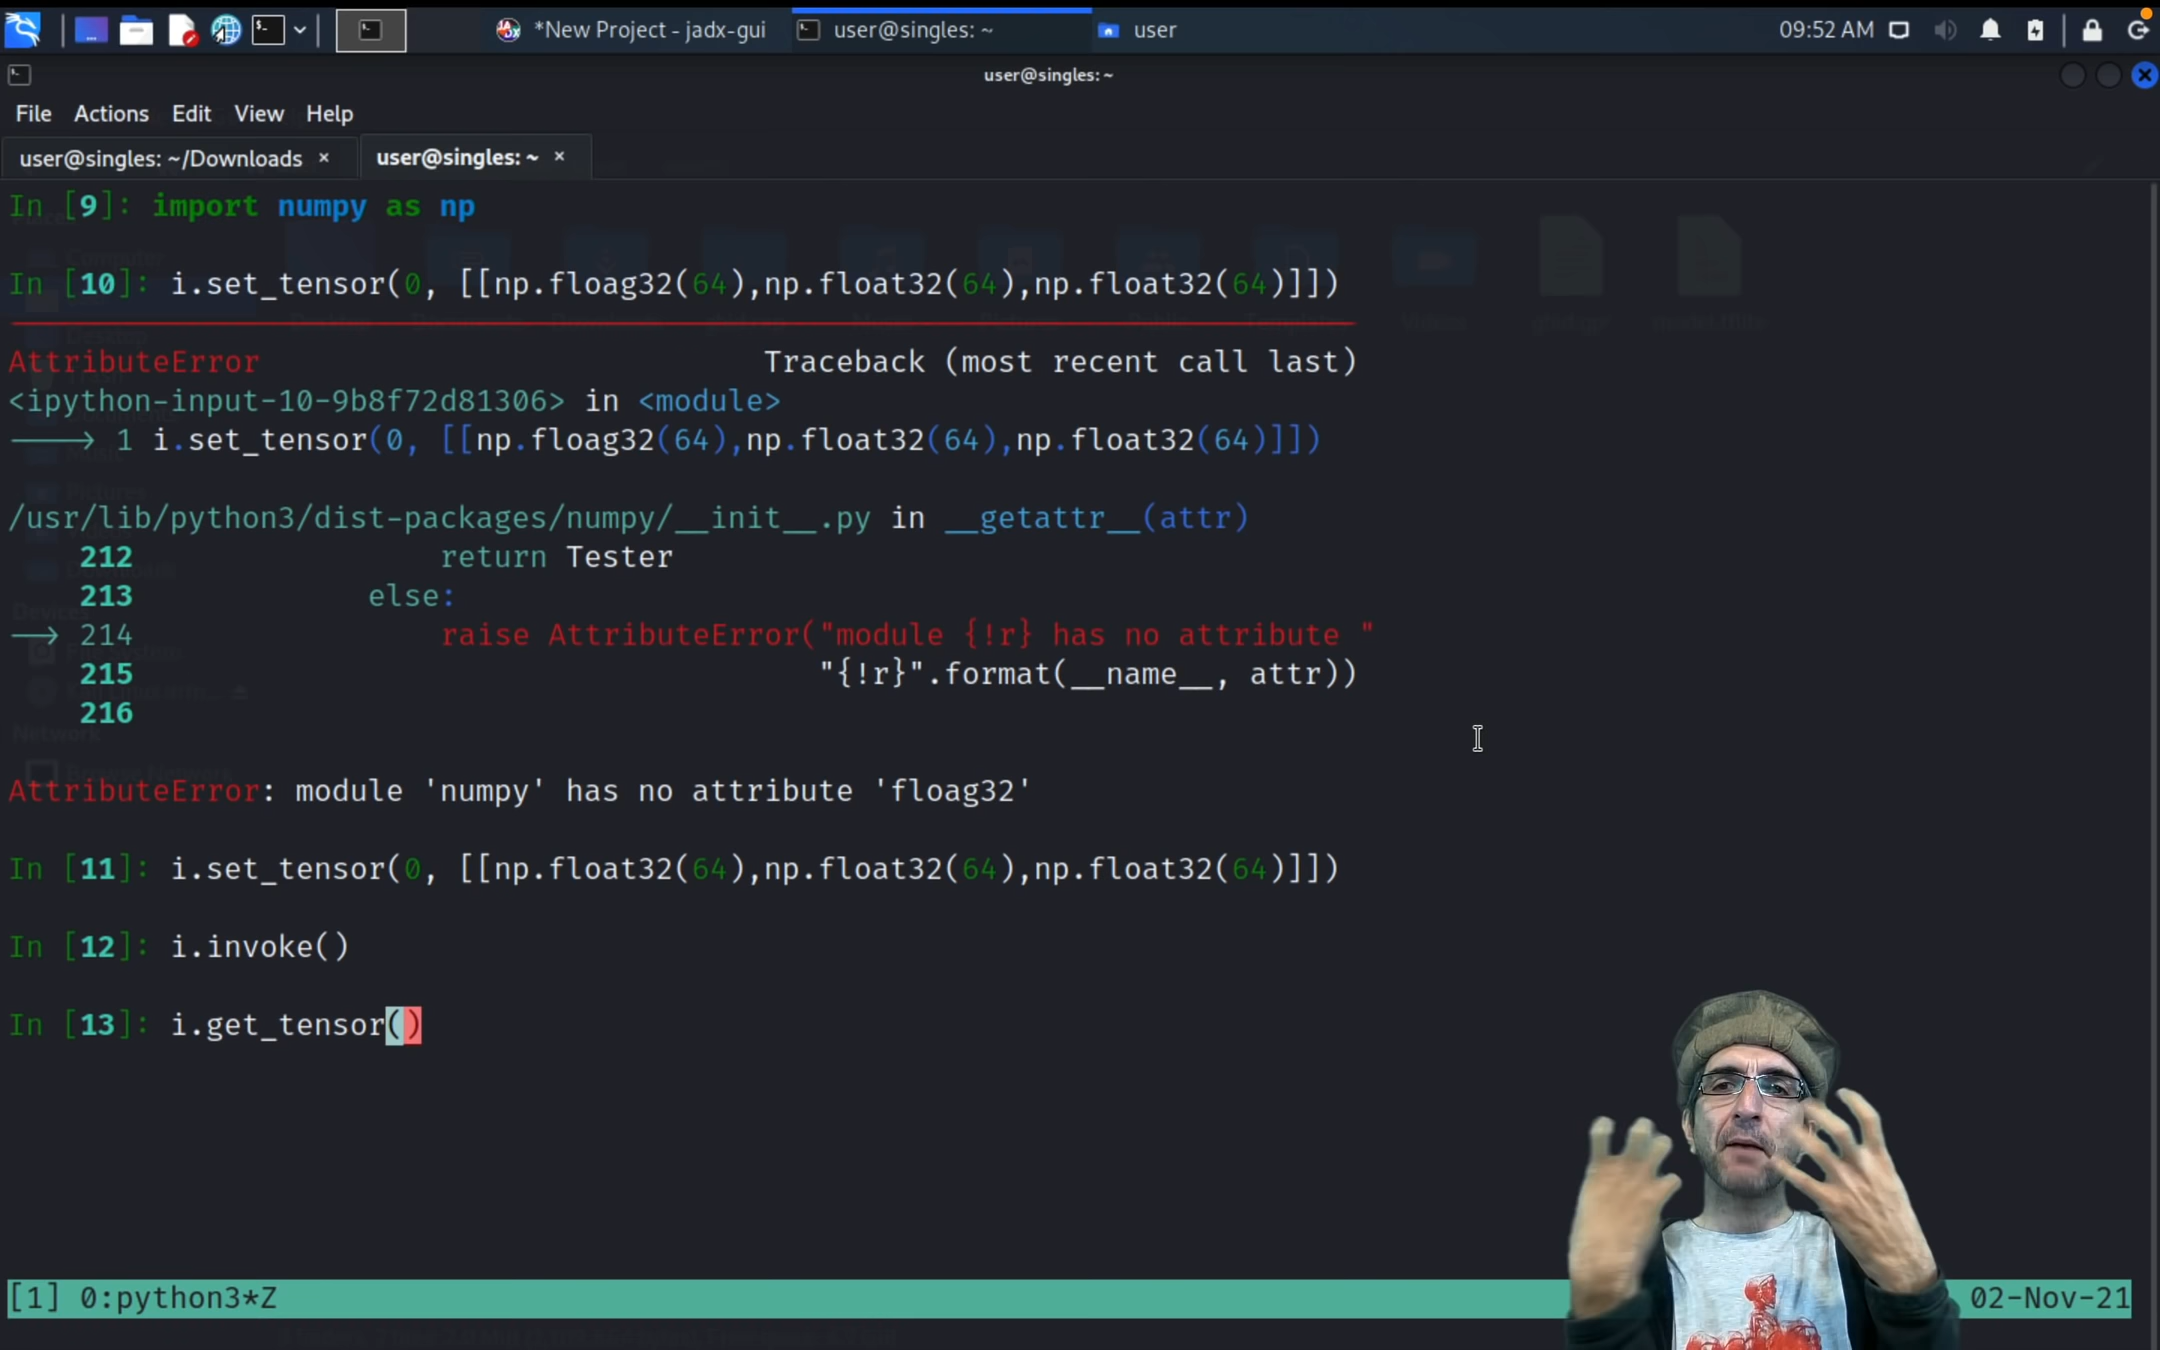 *New Project - jadx-gui
user@singles: ~
user
09:52 AM
user@singles: ~
File Actions Edit View Help
user@singles: ~/Downloads ×
user@singles: ~ ×
In [9]: import numpy as np
In [10]: i.set_tensor(0, [[np.floag32(64),np.float32(64),np.float32(64)]])
AttributeError Traceback (most recent call last)
<ipython-input-10-9b8f72d81306> in <module>
----> 1 i.set_tensor(0, [[np.floag32(64),np.float32(64),np.float32(64)]])
/usr/lib/python3/dist-packages/numpy/__init__.py in __getattr__(attr)
212 return Tester
213 else:
--> 214 raise AttributeError("module {!r} has no attribute "
215 "{!r}".format(__name__, attr))
216
AttributeError: module 'numpy' has no attribute 'floag32'
In [11]: i.set_tensor(0, [[np.float32(64),np.float32(64),np.float32(64)]])
In [12]: i.invoke()
In [13]: i.get_tensor()
[1] 0:python3*Z
02-Nov-21